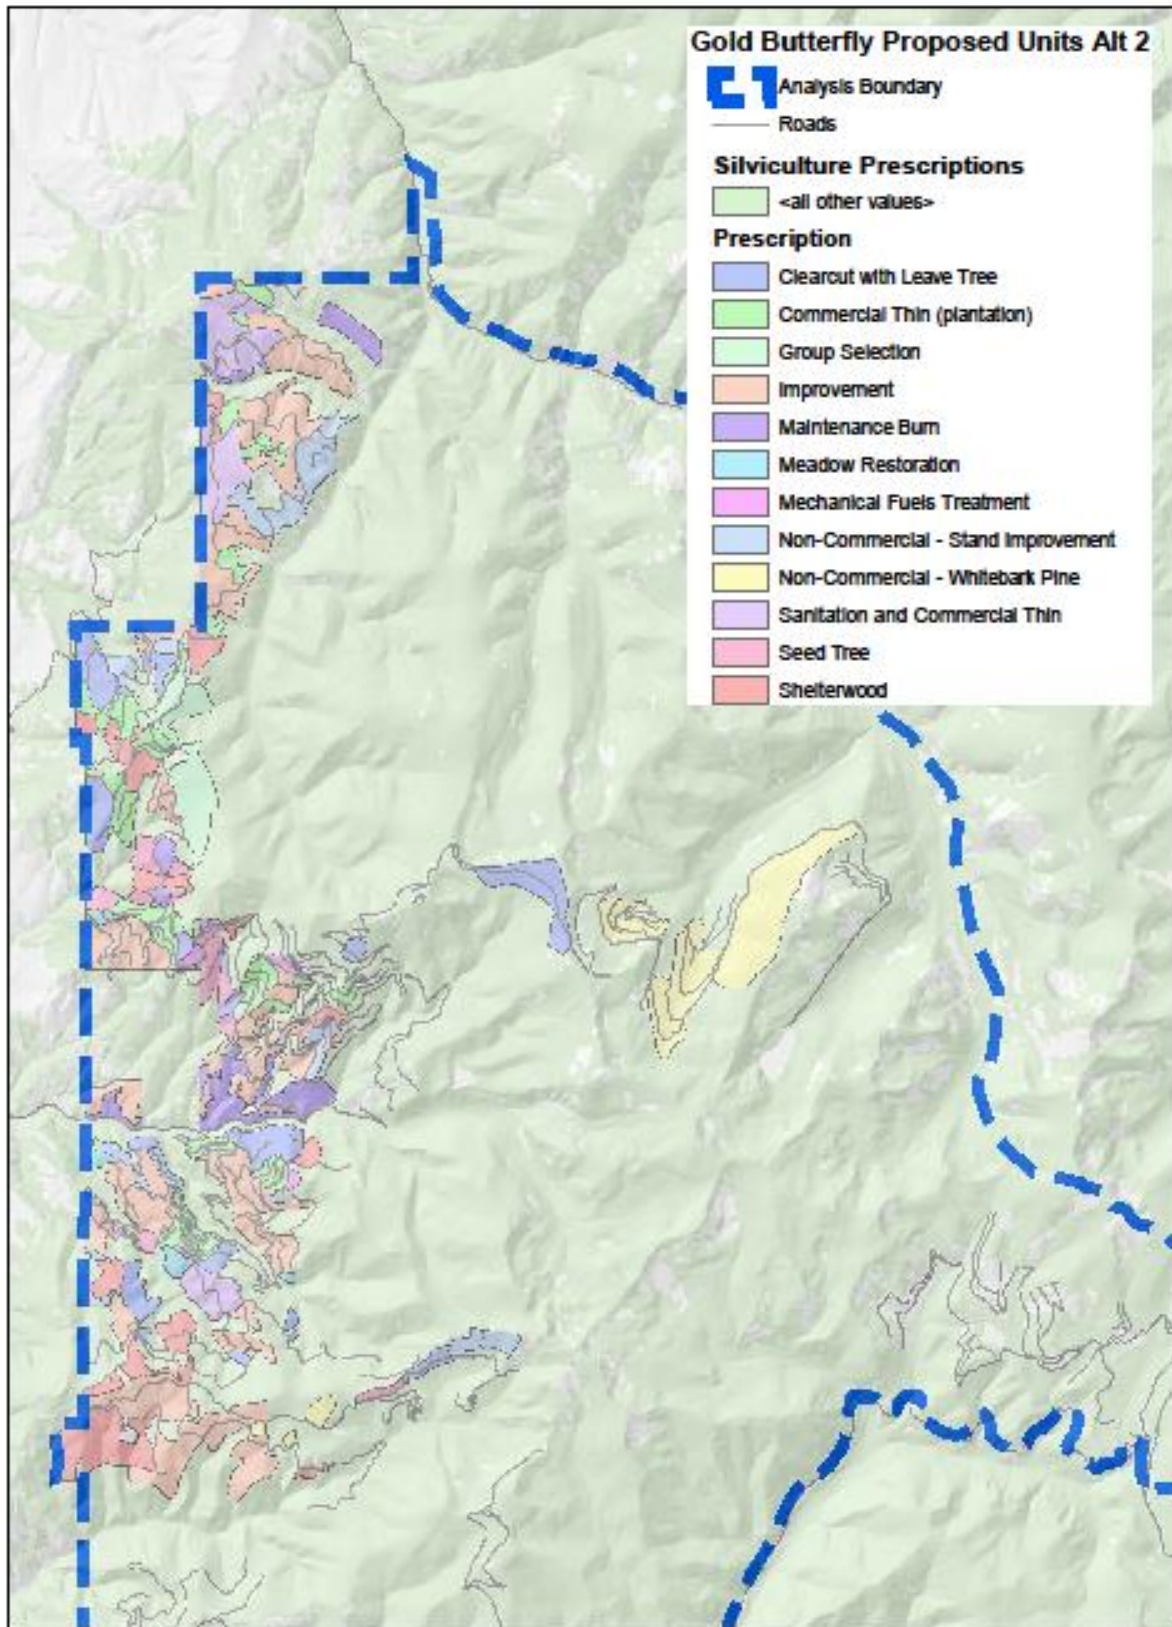 Gold Butterfly Proposed Units Alt 2
Analysis Boundary
Roads
Silviculture Prescriptions
<all other values>
Prescription
Clearcut with Leave Tree
Commercial Thin (plantation)
Group Selection
Improvement
Maintenance Burn
Meadow Restoration
Mechanical Fuels Treatment
Non-Commercial - Stand Improvement
Non-Commercial - Whitebark Pine
Sanitation and Commercial Thin
Seed Tree
Shelterwood